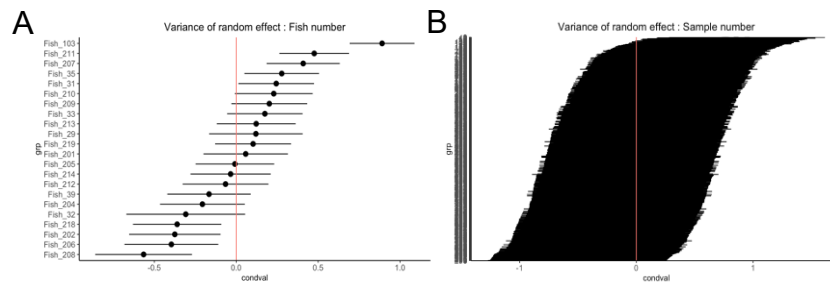 A
Variance of random effect : Fish number
Fish_103
Fish_211
Fish_207
Fish_35
Fish_31
Fish_210
Fish_209
Fish_33
Fish_213
Fish_29
Fish_219
Fish_201
Fish_205
Fish_214
Fish_212
Fish_39
Fish_204
Fish_32
Fish_218
Fish_202
Fish_206
Fish_208
grp
-0.5 0.0 0.5 1.0
condval
B
Variance of random effect : Sample number
grp
-1 0 1
condval